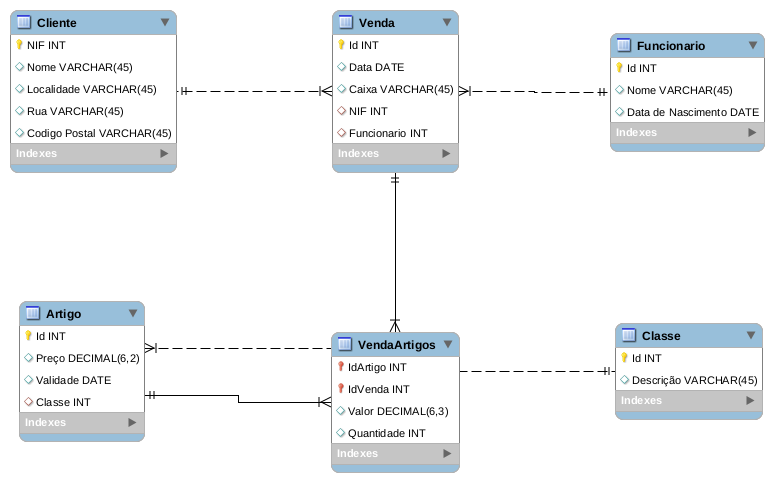 Cliente
NIF INT
Nome VARCHAR(45)
Localidade VARCHAR(45)
Rua VARCHAR(45)
Codigo Postal VARCHAR(45)
Indexes
Venda
Id INT
Data DATE
Caixa VARCHAR(45)
NIF INT
Funcionario INT
Indexes
Funcionario
Id INT
Nome VARCHAR(45)
Data de Nascimento DATE
Indexes
Artigo
Id INT
Preço DECIMAL(6,2)
Validade DATE
Classe INT
Indexes
VendaArtigos
IdArtigo INT
IdVenda INT
Valor DECIMAL(6,3)
Quantidade INT
Indexes
Classe
Id INT
Descrição VARCHAR(45)
Indexes